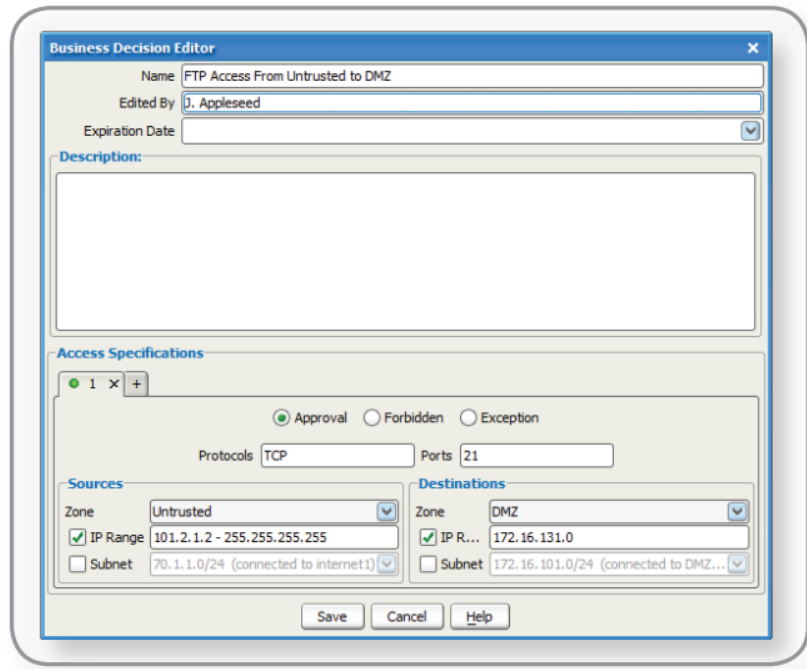 Business Decision Editor
Name FTP Access From Untrusted to DMZ
Edited By J. Appleseed
Expiration Date
Description:
Access Specifications
1 × +
Approval Forbidden Exception
Protocols TCP Ports 21
Sources Destinations
Zone Untrusted Zone DMZ
IP Range 101.2.1.2 - 255.255.255.255 IP R... 172.16.131.0
Subnet 70.1.1.0/24 (connected to internet1) Subnet 172.16.101.0/24 (connected to DMZ...
Save Cancel Help